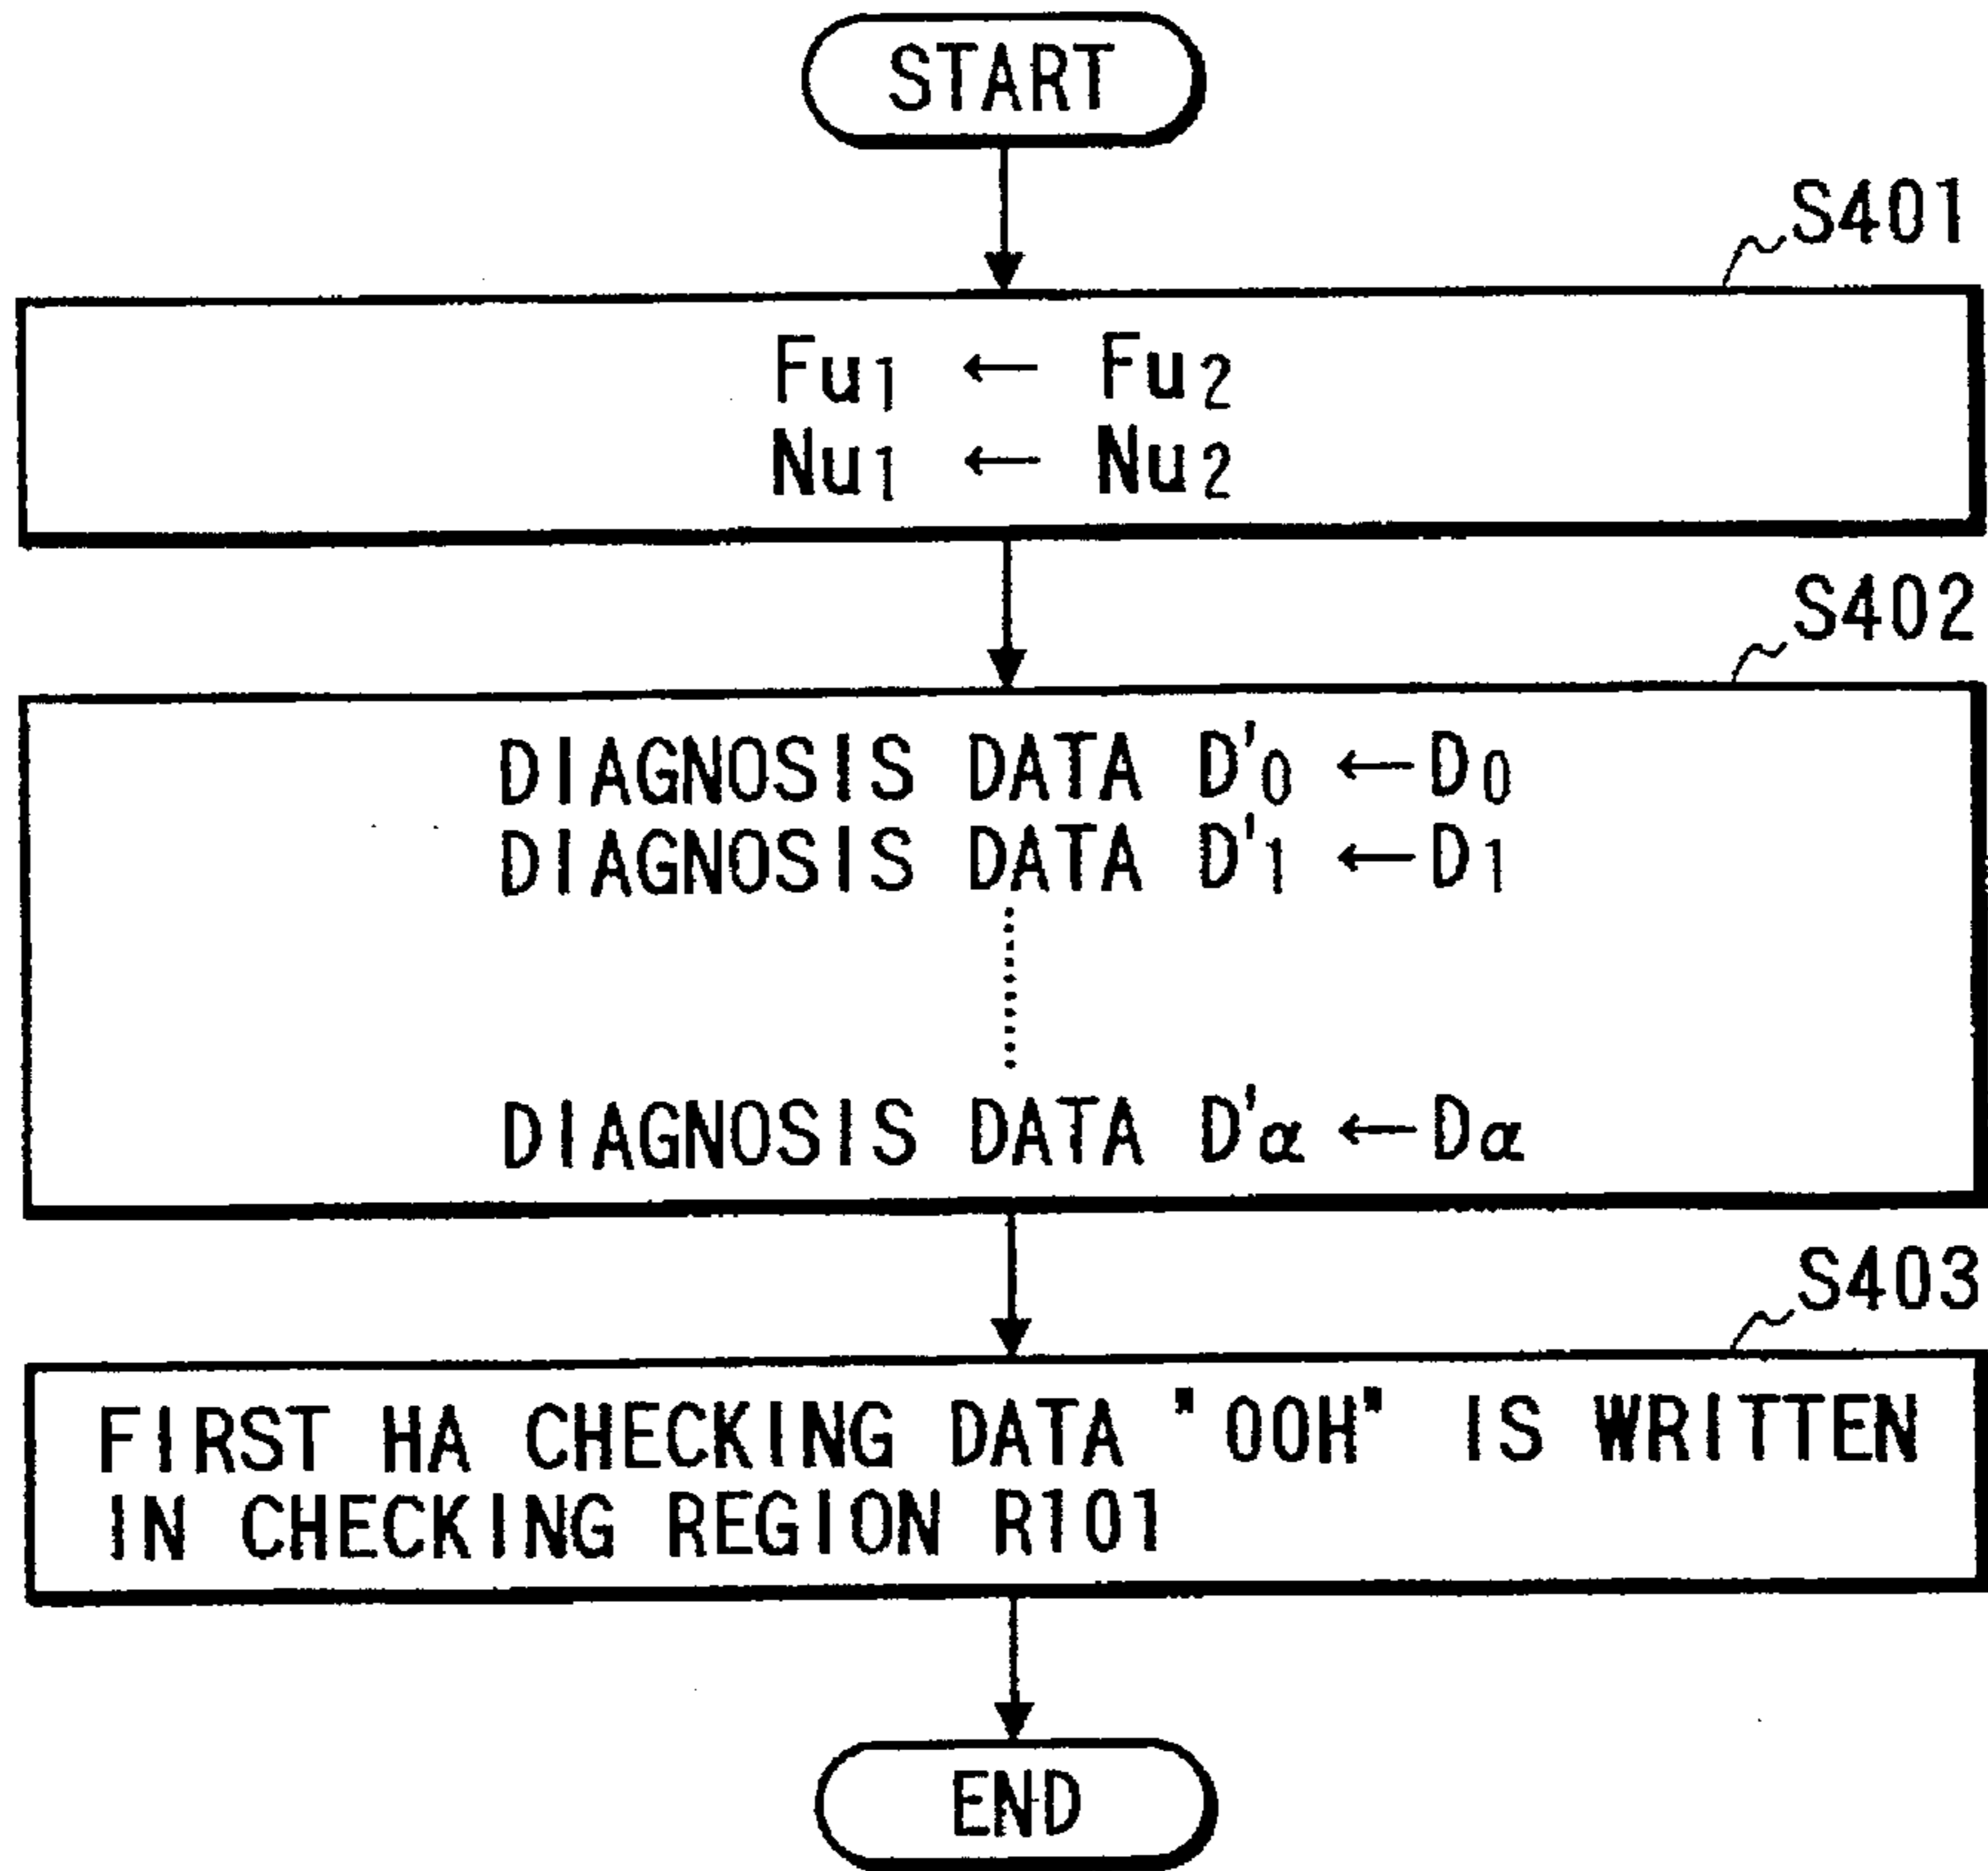 START
S401
Fu1 ← Fu2
Nu1 ← Nu2
S402
DIAGNOSIS DATA D'0 ← D0
DIAGNOSIS DATA D'1 ← D1
DIAGNOSIS DATA D'α ← Dα
S403
FIRST HA CHECKING DATA "00H" IS WRITTEN
IN CHECKING REGION R101
END